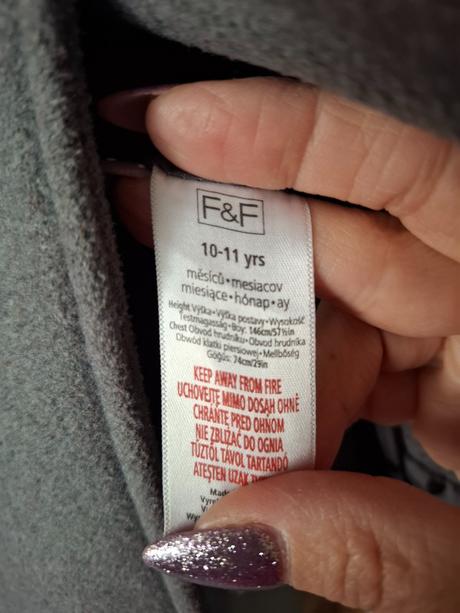 F&F
10-11 yrs
měsíců•mesiacov
miesiące•hónap•ay
Height Výška•Výška postavy•Wysokość
Testmagasság•Boy: 146cm/57½in
Chest Obvod hrudníku•Obvod hrudníka
Obwód klatki piersiowej•Mellbőség
Göğüs: 74cm/29in
KEEP AWAY FROM FIRE
UCHOVEJTE MIMO DOSAH OHNĚ
CHRÁNTE PRED OHŇOM
NIE ZBLIŻAĆ DO OGNIA
TŰZTŐL TÁVOL TARTANDÓ
ATEŞTEN UZAK